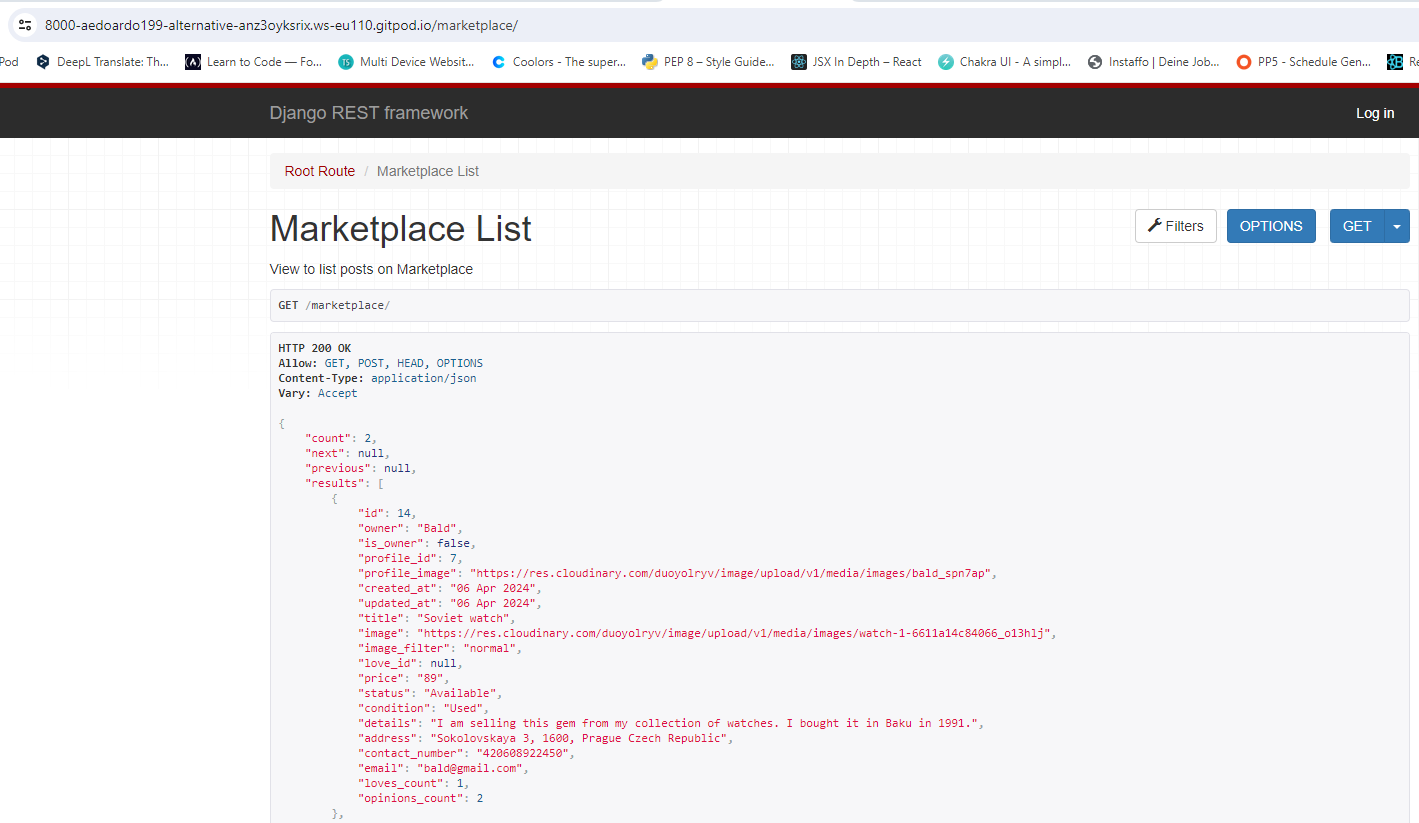 8000-aedoardo199-alternative-anz3oyksrix.ws-eu110.gitpod.io/marketplace/
Pod DeepL Translate: Th... Learn to Code — Fo... Multi Device Websit... Coolors - The super... PEP 8 – Style Guide... JSX In Depth – React Chakra UI - A simpl... Instaffo | Deine Job... PP5 - Schedule Gen... Re
Django REST framework Log in
Root Route / Marketplace List
Marketplace List Filters OPTIONS GET
View to list posts on Marketplace
GET /marketplace/
HTTP 200 OK
Allow: GET, POST, HEAD, OPTIONS
Content-Type: application/json
Vary: Accept
{
"count": 2,
"next": null,
"previous": null,
"results": [
{
"id": 14,
"owner": "Bald",
"is_owner": false,
"profile_id": 7,
"profile_image": "https://res.cloudinary.com/duoyolryv/image/upload/v1/media/images/bald_spn7ap",
"created_at": "06 Apr 2024",
"updated_at": "06 Apr 2024",
"title": "Soviet watch",
"image": "https://res.cloudinary.com/duoyolryv/image/upload/v1/media/images/watch-1-6611a14c84066_o13hlj",
"image_filter": "normal",
"love_id": null,
"price": "89",
"status": "Available",
"condition": "Used",
"details": "I am selling this gem from my collection of watches. I bought it in Baku in 1991.",
"address": "Sokolovskaya 3, 1600, Prague Czech Republic",
"contact_number": "420608922450",
"email": "bald@gmail.com",
"loves_count": 1,
"opinions_count": 2
},